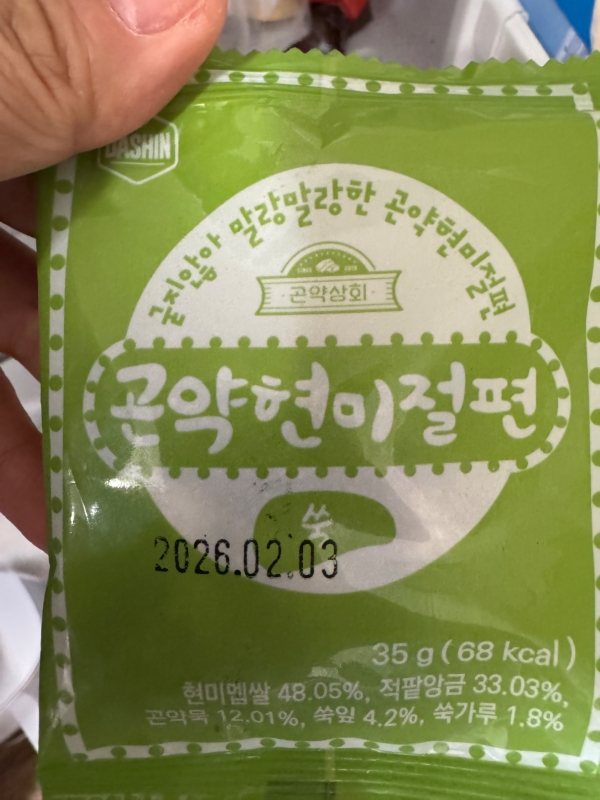 DASHIN
굳지않아 말랑말랑한 곤약현미절편
SINCE 2019
곤약상회
곤약현미절편
쑥
2026.02.03
35 g ( 68 kcal )
현미멥쌀 48.05%, 적팥앙금 33.03%,
곤약묵 12.01%, 쑥잎 4.2%, 쑥가루 1.8%